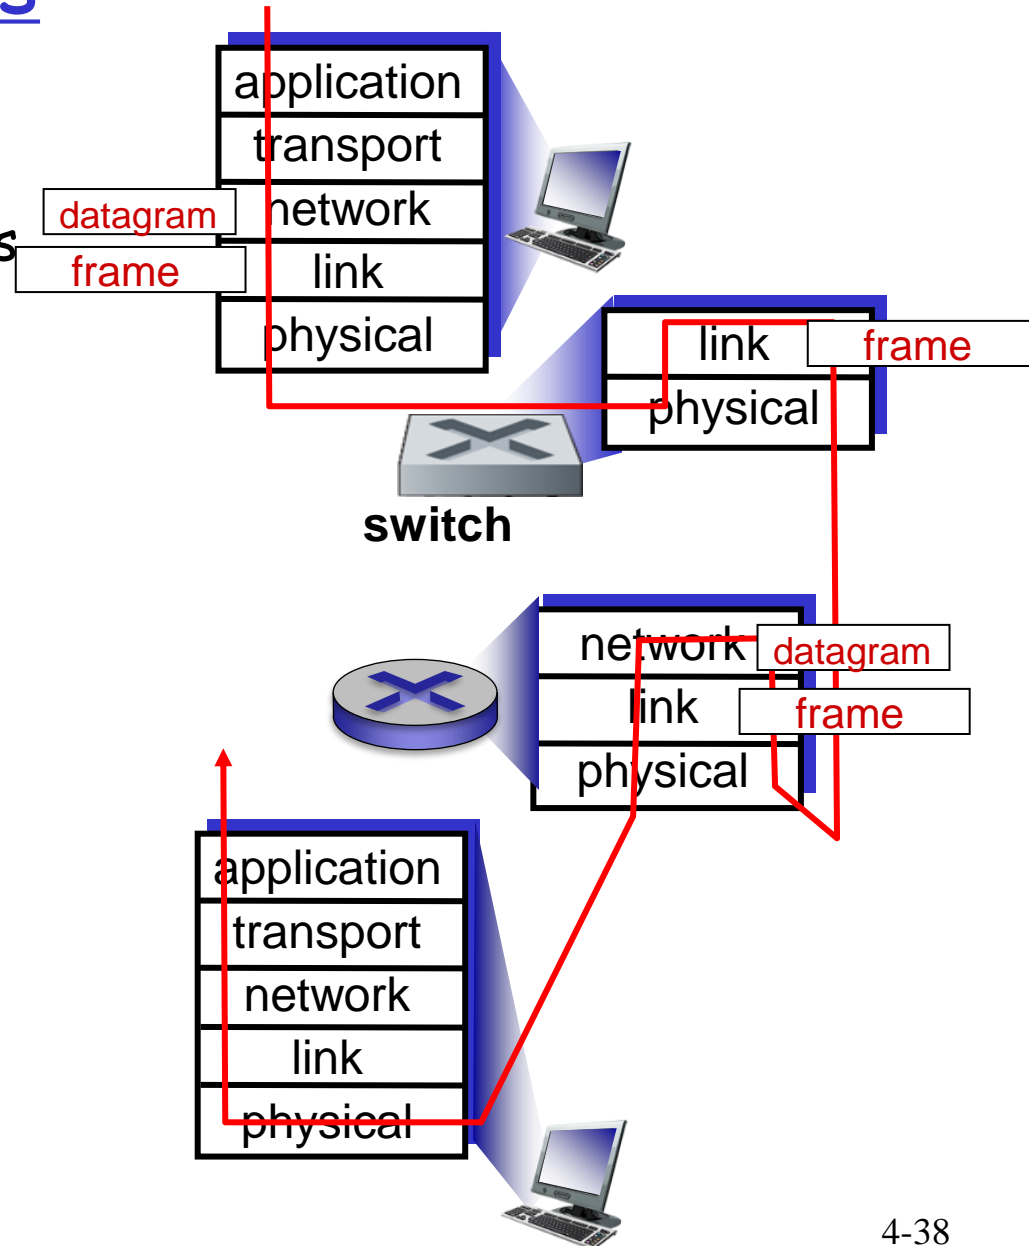 s
application
transport
datagram network
s
frame link
physical
link frame
physical
switch
network datagram
link frame
physical
application
transport
network
link
physical
4-38